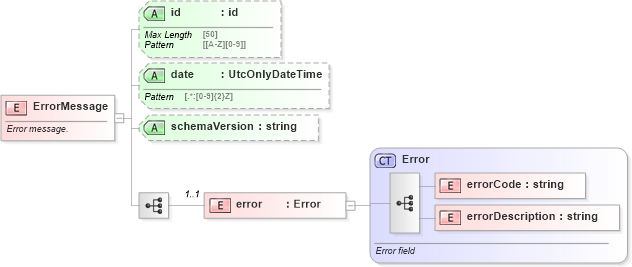 A id : id
Max Length [50]
Pattern [[A-Z][0-9]]
A date : UtcOnlyDateTime
Pattern [.*:[0-9]{2}Z]
E ErrorMessage
Error message.
A schemaVersion : string
1..1
E error : Error
CT Error
E errorCode : string
E errorDescription : string
Error field